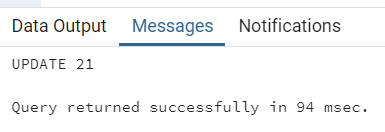 Data Output Messages Notifications
UPDATE 21
Query returned successfully in 94 msec.